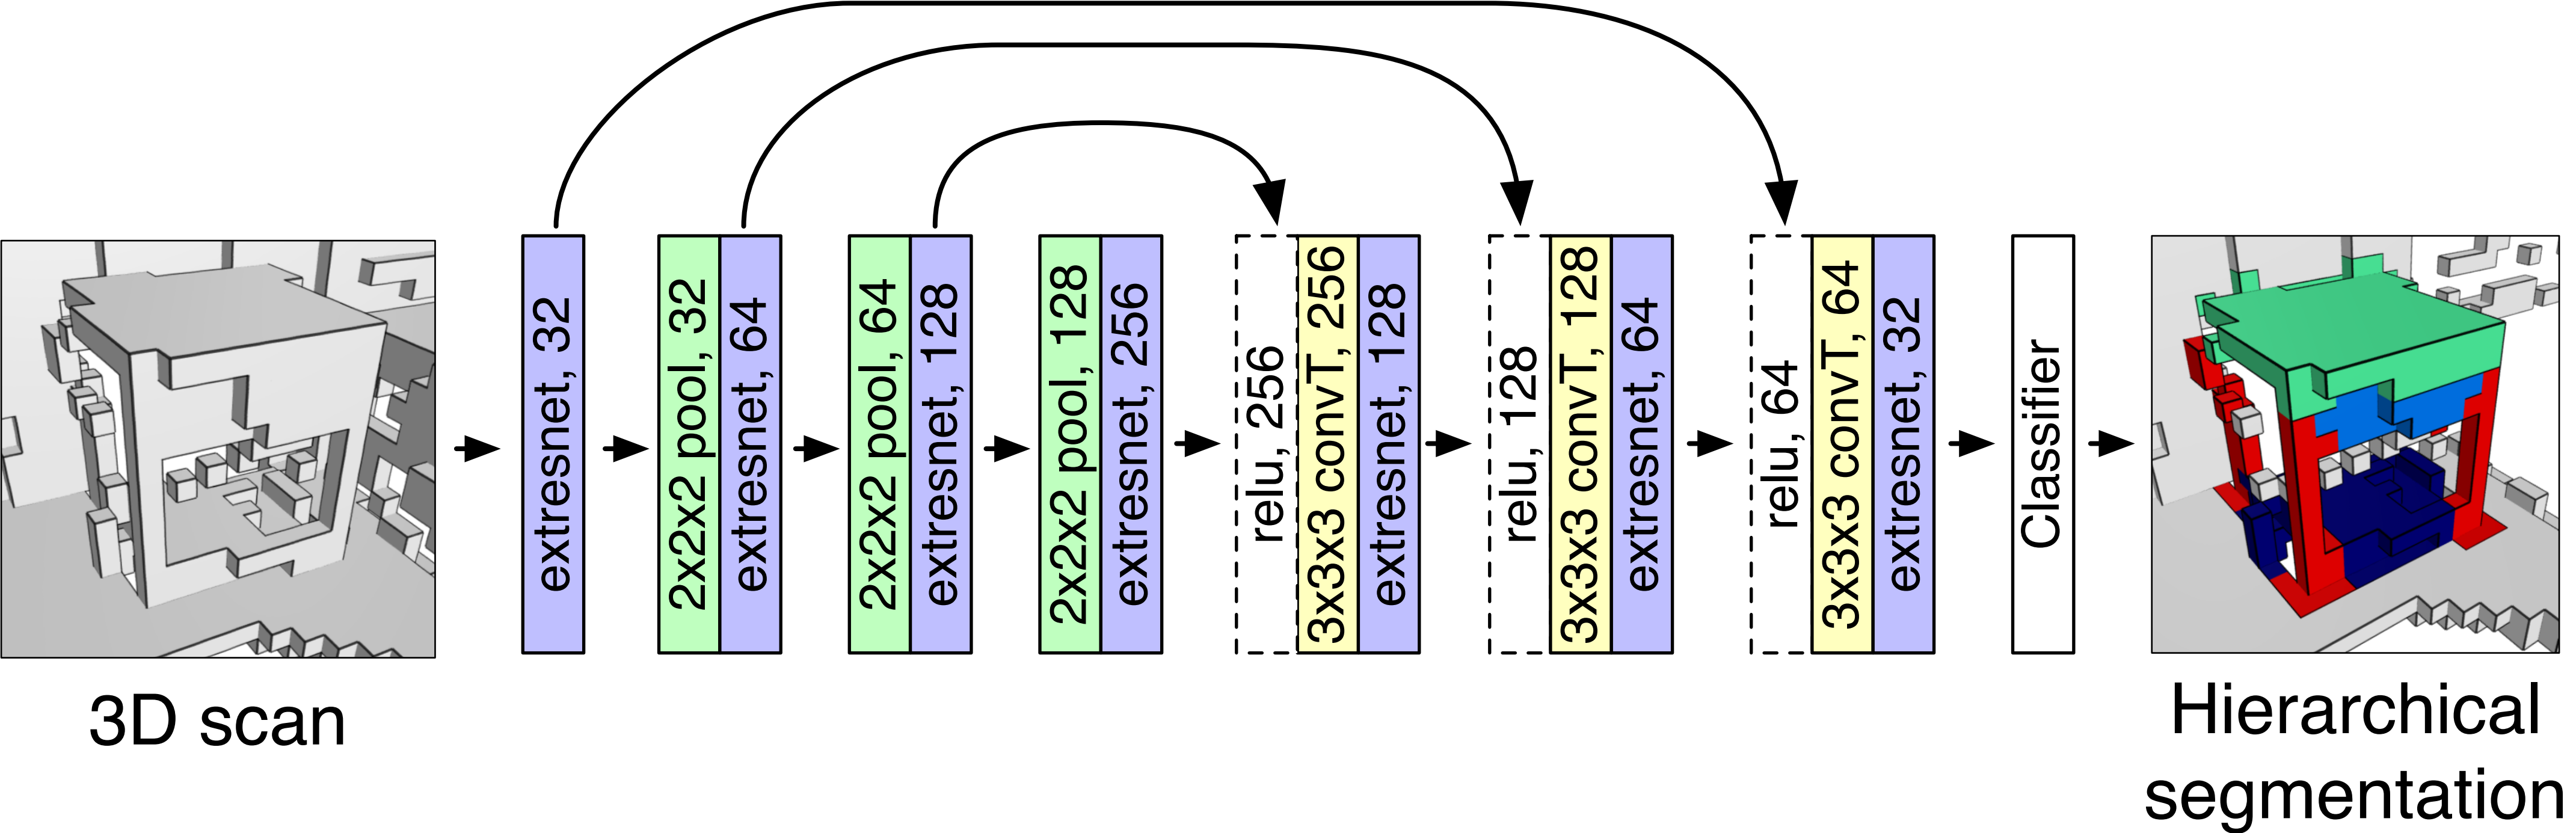 extresnet, 32
2x2x2 pool, 32
extresnet, 64
2x2x2 pool, 64
extresnet, 128
2x2x2 pool, 128
extresnet, 256
relu, 256
3x3x3 convT, 256
extresnet, 128
relu, 128
3x3x3 convT, 128
extresnet, 64
relu, 64
3x3x3 convT, 64
extresnet, 32
Classifier
3D scan
Hierarchical
segmentation